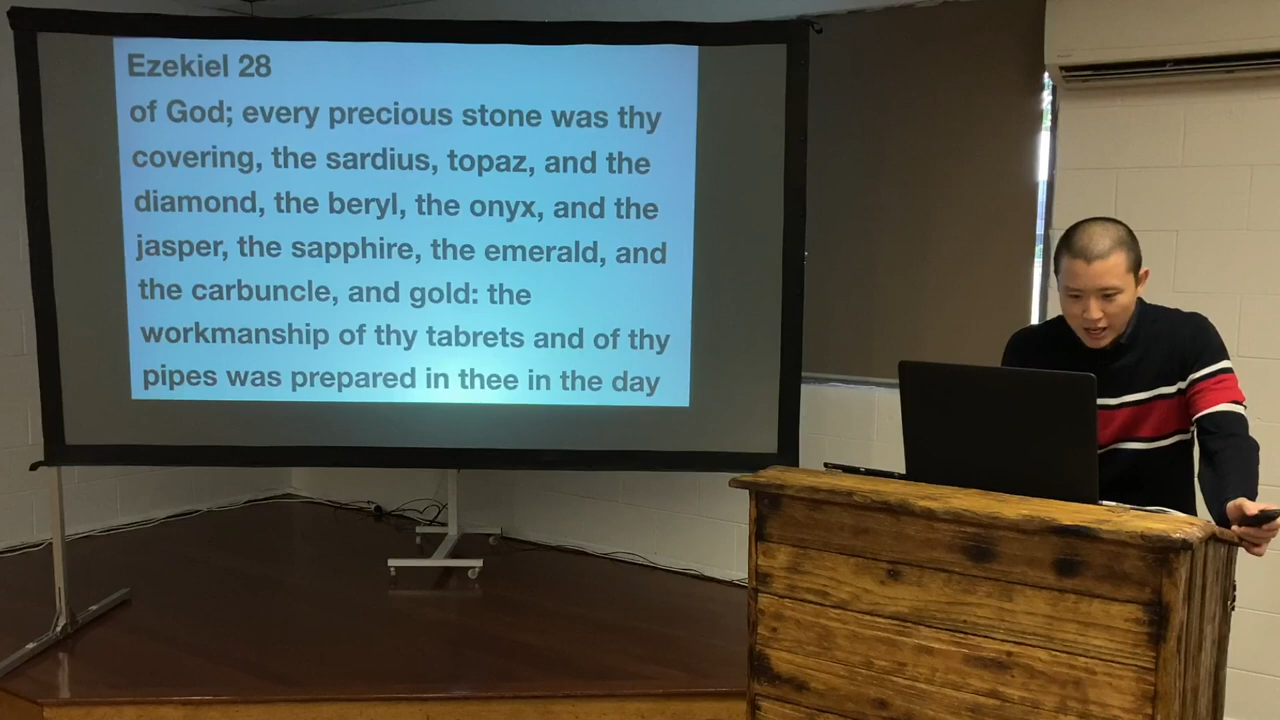 Ezekiel 28
of God; every precious stone was thy
covering, the sardius, topaz, and the
diamond, the beryl, the onyx, and the
jasper, the sapphire, the emerald, and
the carbuncle, and gold: the
workmanship of thy tabrets and of thy
pipes was prepared in thee in the day